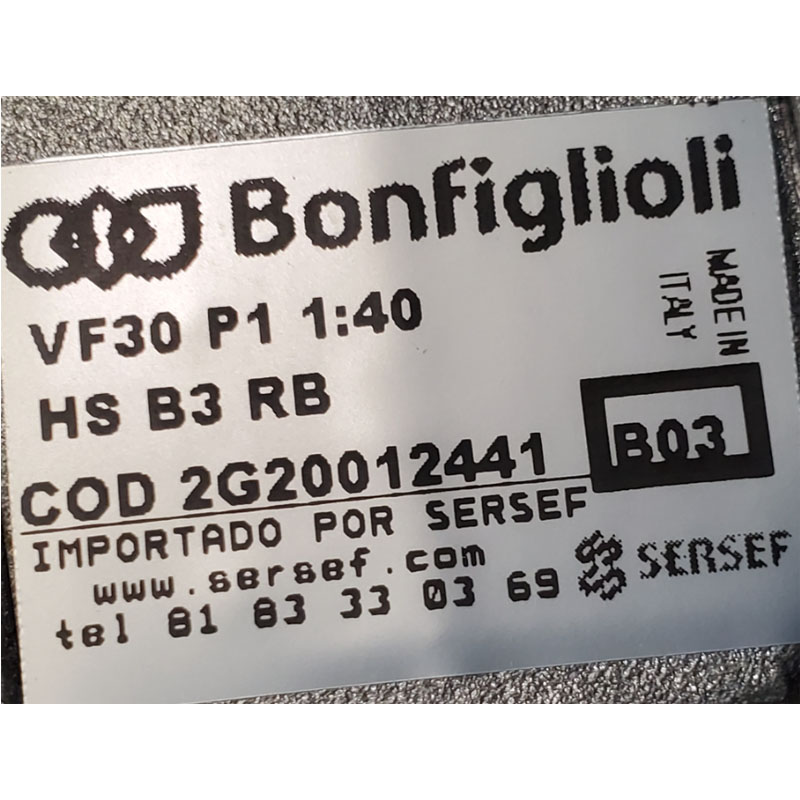 Bonfiglioli
MADE IN
ITALY
VF30 P1 1:40
HS B3 RB
B03
COD 2G20012441
IMPORTADO POR SERSEF
www.sersef.com
SERSEF
tel 81 83 33 03 69